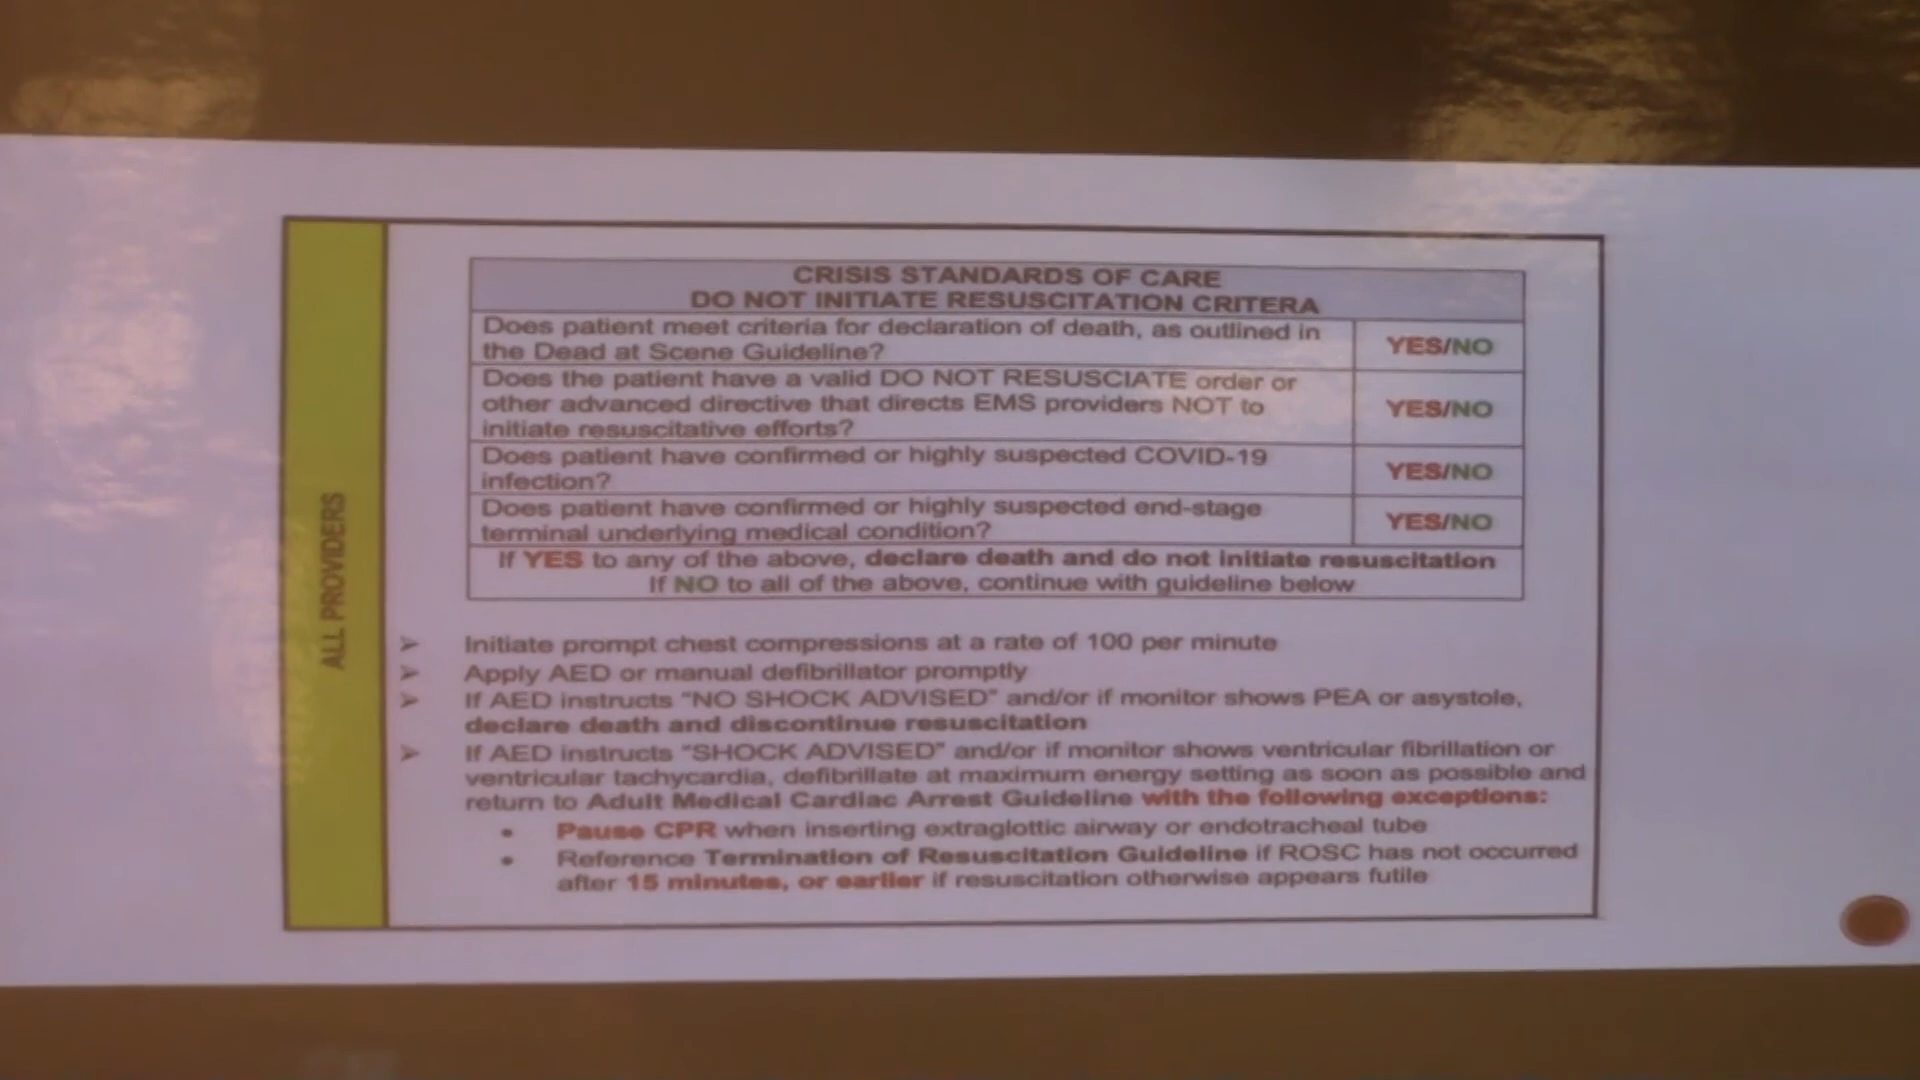 ALL PROVIDERS
CRISIS STANDARDS OF CARE
DO NOT INITIATE RESUSCITATION CRITERA
Does patient meet criteria for declaration of death, as outlined in
the Dead at Scene Guideline?
YES/NO
Does the patient have a valid DO NOT RESUSCIATE order or
other advanced directive that directs EMS providers NOT to
initiate resuscitative efforts?
YES/NO
Does patient have confirmed or highly suspected COVID-19
infection?
YES/NO
Does patient have confirmed or highly suspected end-stage
terminal underlying medical condition?
YES/NO
If YES to any of the above, declare death and do not initiate resuscitation
If NO to all of the above, continue with guideline below
➢ Initiate prompt chest compressions at a rate of 100 per minute
➢ Apply AED or manual defibrillator promptly
➢ If AED instructs "NO SHOCK ADVISED" and/or if monitor shows PEA or asystole,
declare death and discontinue resuscitation
➢ If AED instructs "SHOCK ADVISED" and/or if monitor shows ventricular fibrillation or
ventricular tachycardia, defibrillate at maximum energy setting as soon as possible and
return to Adult Medical Cardiac Arrest Guideline with the following exceptions:
• Pause CPR when inserting extraglottic airway or endotracheal tube
• Reference Termination of Resuscitation Guideline if ROSC has not occurred
after 15 minutes, or earlier if resuscitation otherwise appears futile